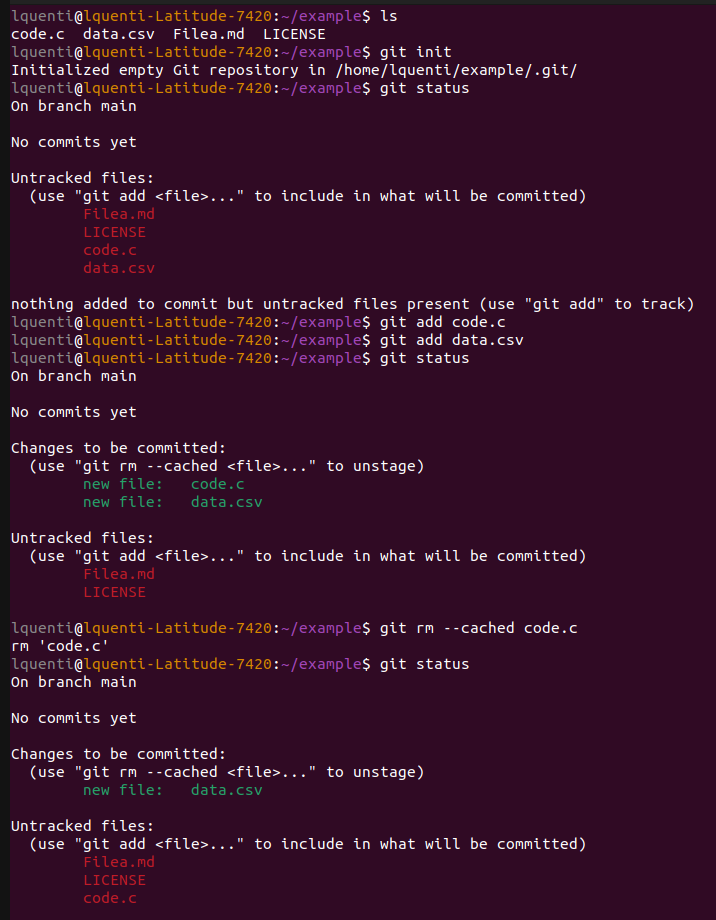 lquenti@lquenti-Latitude-7420:~/example$ ls
code.c  data.csv  Filea.md  LICENSE
lquenti@lquenti-Latitude-7420:~/example$ git init
Initialized empty Git repository in /home/lquenti/example/.git/
lquenti@lquenti-Latitude-7420:~/example$ git status
On branch main

No commits yet

Untracked files:
  (use "git add <file>..." to include in what will be committed)
        Filea.md
        LICENSE
        code.c
        data.csv

nothing added to commit but untracked files present (use "git add" to track)
lquenti@lquenti-Latitude-7420:~/example$ git add code.c
lquenti@lquenti-Latitude-7420:~/example$ git add data.csv
lquenti@lquenti-Latitude-7420:~/example$ git status
On branch main

No commits yet

Changes to be committed:
  (use "git rm --cached <file>..." to unstage)
        new file:   code.c
        new file:   data.csv

Untracked files:
  (use "git add <file>..." to include in what will be committed)
        Filea.md
        LICENSE

lquenti@lquenti-Latitude-7420:~/example$ git rm --cached code.c
rm 'code.c'
lquenti@lquenti-Latitude-7420:~/example$ git status
On branch main

No commits yet

Changes to be committed:
  (use "git rm --cached <file>..." to unstage)
        new file:   data.csv

Untracked files:
  (use "git add <file>..." to include in what will be committed)
        Filea.md
        LICENSE
        code.c